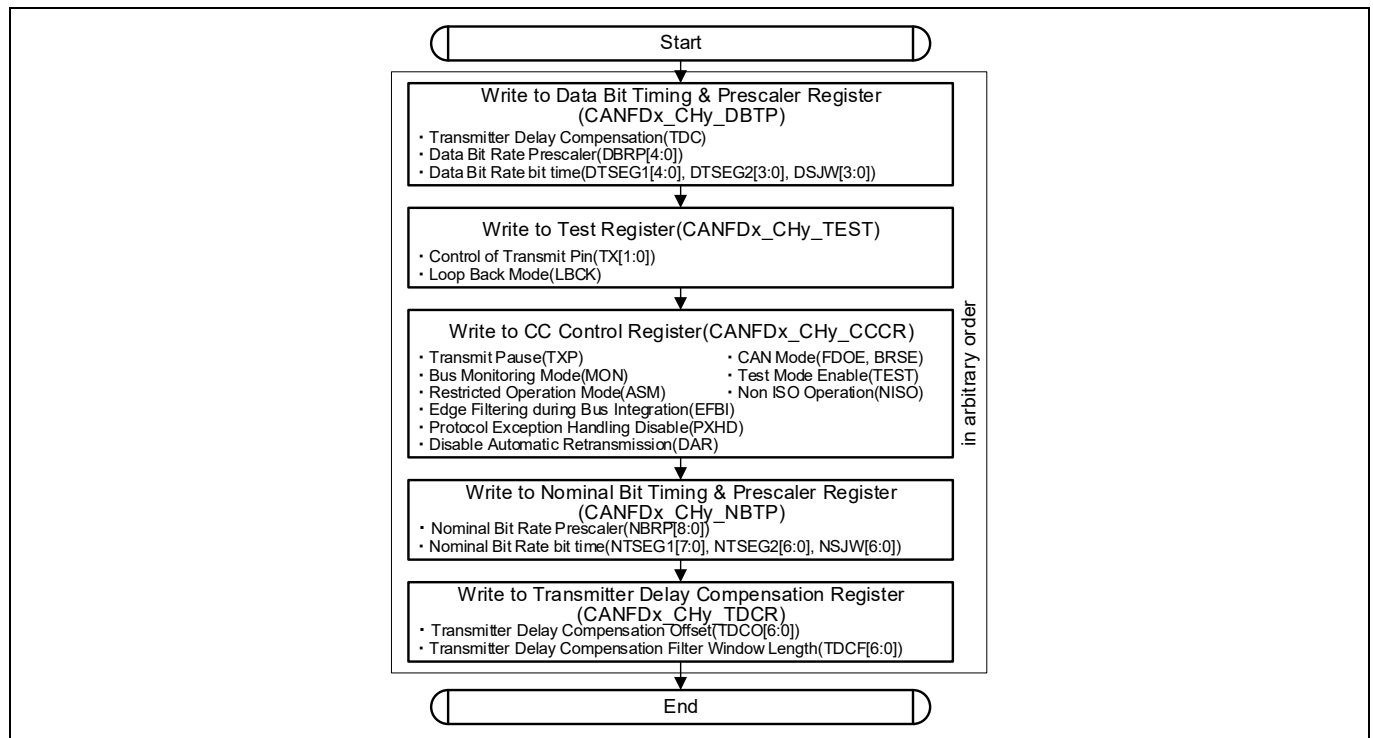 Start
Write to Data Bit Timing & Prescaler Register
(CANFDx_CHy_DBTP)
・Transmitter Delay Compensation(TDC)
・Data Bit Rate Prescaler(DBRP[4:0])
・Data Bit Rate bit time(DTSEG1[4:0], DTSEG2[3:0], DSJW[3:0])
Write to Test Register(CANFDx_CHy_TEST)
・Control of Transmit Pin(TX[1:0])
・Loop Back Mode(LBCK)
Write to CC Control Register(CANFDx_CHy_CCCR)
・Transmit Pause(TXP)
・Bus Monitoring Mode(MON)
・Restricted Operation Mode(ASM)
・Edge Filtering during Bus Integration(EFBI)
・Protocol Exception Handling Disable(PXHD)
・Disable Automatic Retransmission(DAR)
・CAN Mode(FDOE, BRSE)
・Test Mode Enable(TEST)
・Non ISO Operation(NISO)
Write to Nominal Bit Timing & Prescaler Register
(CANFDx_CHy_NBTP)
・Nominal Bit Rate Prescaler(NBRP[8:0])
・Nominal Bit Rate bit time(NTSEG1[7:0], NTSEG2[6:0], NSJW[6:0])
Write to Transmitter Delay Compensation Register
(CANFDx_CHy_TDCR)
・Transmitter Delay Compensation Offset(TDCO[6:0])
・Transmitter Delay Compensation Filter Window Length(TDCF[6:0])
in arbitrary order
End